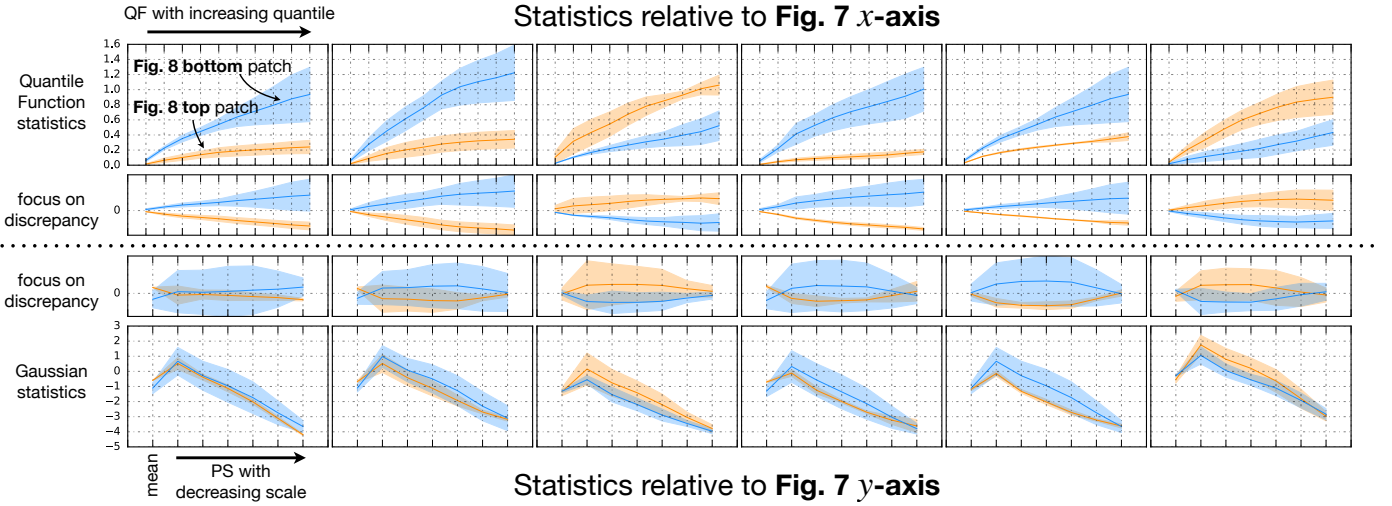 QF with increasing quantile
Statistics relative to Fig. 7 x-axis
Quantile
Function
statistics
1.6
1.4
1.2
1.0
0.8
0.6
0.4
0.2
0.0
Fig. 8 bottom patch
Fig. 8 top patch
focus on
discrepancy
0
focus on
discrepancy
0
Gaussian
statistics
3
2
1
0
−1
−2
−3
−4
−5
mean
PS with
decreasing scale
Statistics relative to Fig. 7 y-axis